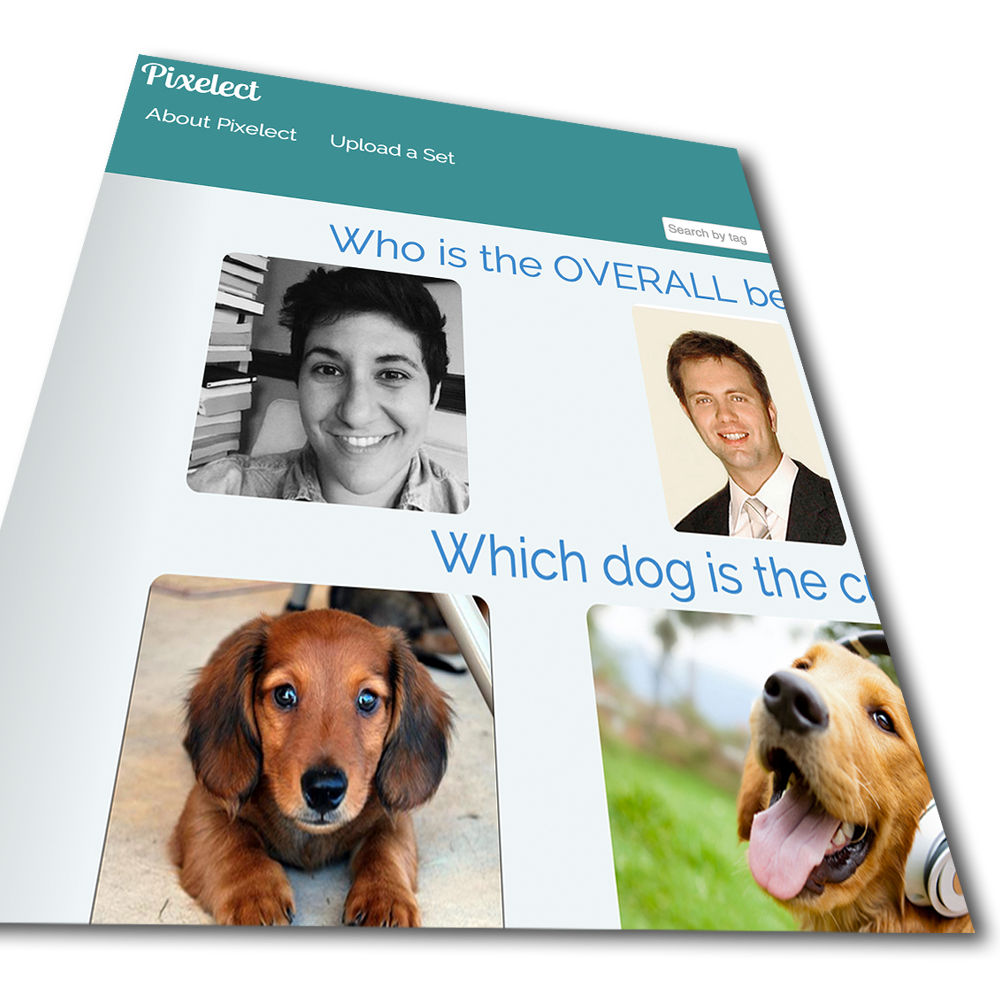 Pixelect
About Pixelect Upload a Set
Search by tag
Who is the OVERALL be
Which dog is the c